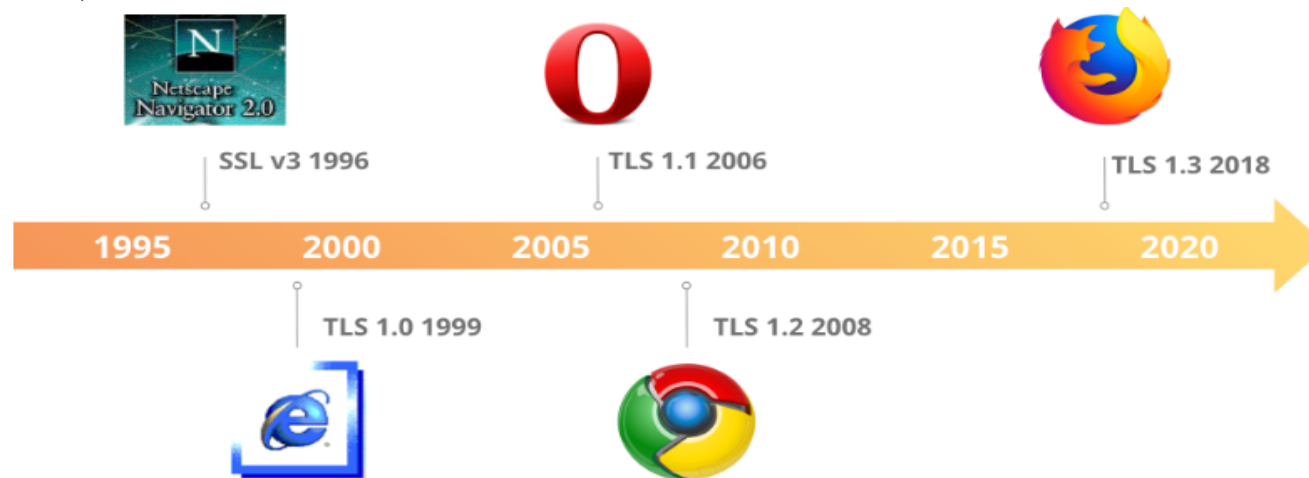 N
Netscape
Navigator 2.0
SSL v3 1996
TLS 1.1 2006
TLS 1.3 2018
1995 2000 2005 2010 2015 2020
TLS 1.0 1999
TLS 1.2 2008